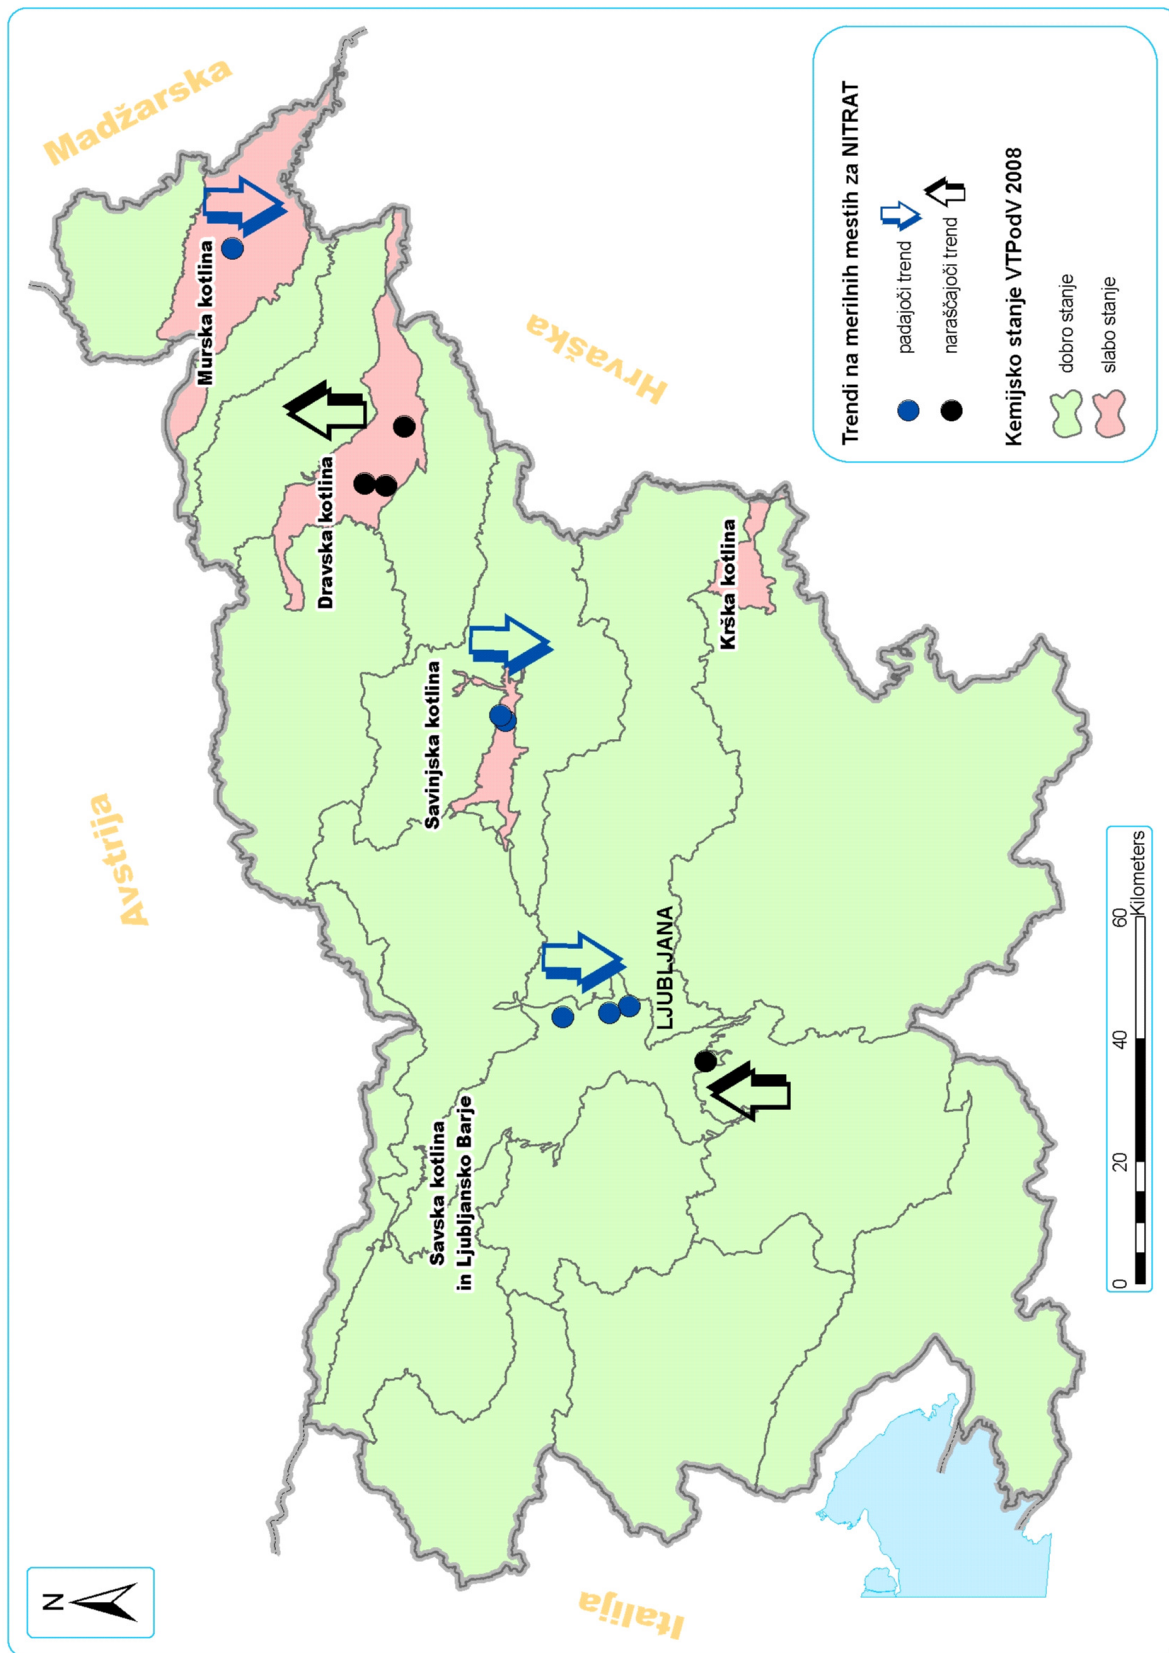 N
Avstrija
Madžarska
Italija
Hrvaška
Murska kotlina
Dravska kotlina
Savinjska kotlina
Savska kotlina
in Ljubljansko Barje
LJUBLJANA
Krška kotlina
0 20 40 60
Kilometers
Trendi na merilnih mestih za NITRAT
padajoči trend
naraščajoči trend
Kemijsko stanje VTPodV 2008
dobro stanje
slabo stanje